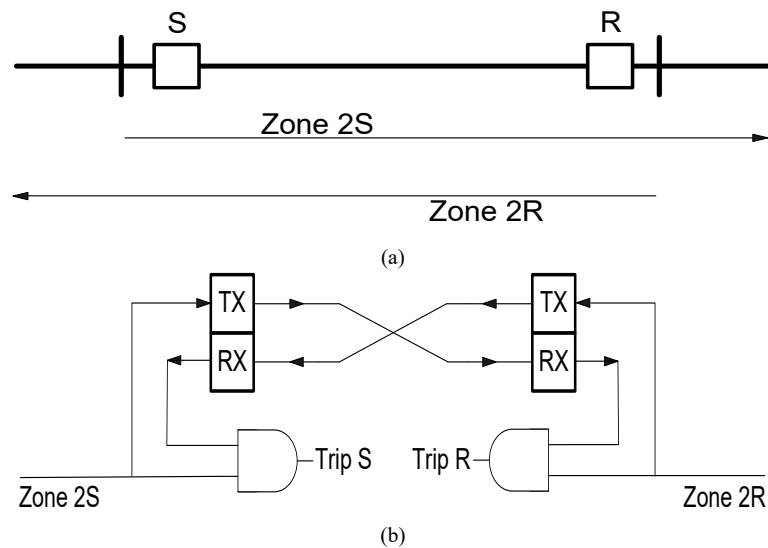 S R
Zone 2S
Zone 2R
(a)
TX TX
RX RX
Trip S Trip R
Zone 2S Zone 2R
(b)